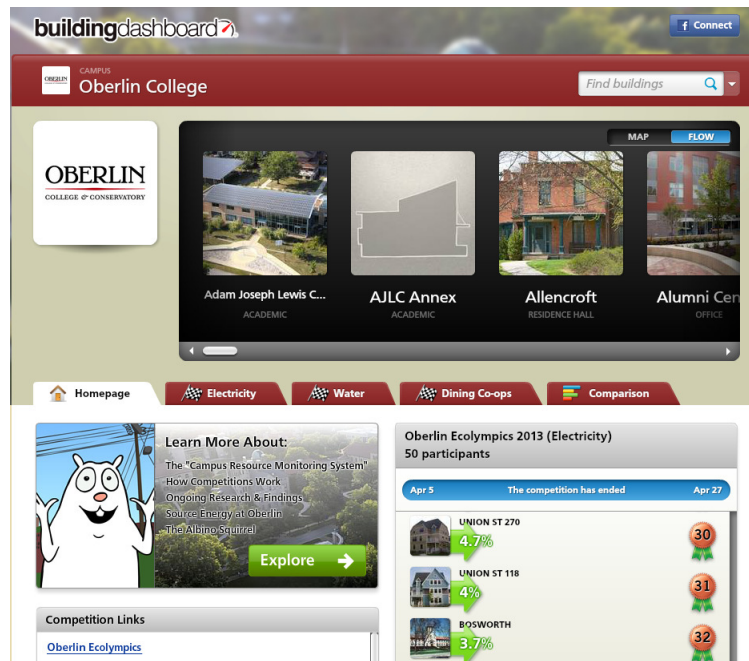 buildingdashboard
f Connect
OBERLIN
CAMPUS
Oberlin College
Find buildings
OBERLIN
COLLEGE & CONSERVATORY
MAP
FLOW
Adam Joseph Lewis C...
ACADEMIC
AJLC Annex
ACADEMIC
Allencroft
RESIDENCE HALL
Alumni Cen
OFFICE
Homepage
Electricity
Water
Dining Co-ops
Comparison
Learn More About:
The "Campus Resource Monitoring System"
How Competitions Work
Ongoing Research & Findings
Source Energy at Oberlin
The Albino Squirrel
Explore
Competition Links
Oberlin Ecolympics
Oberlin Ecolympics 2013 (Electricity)
50 participants
Apr 5
The competition has ended
Apr 27
UNION ST 270
4.7%
30
UNION ST 118
4%
31
BOSWORTH
3.7%
32